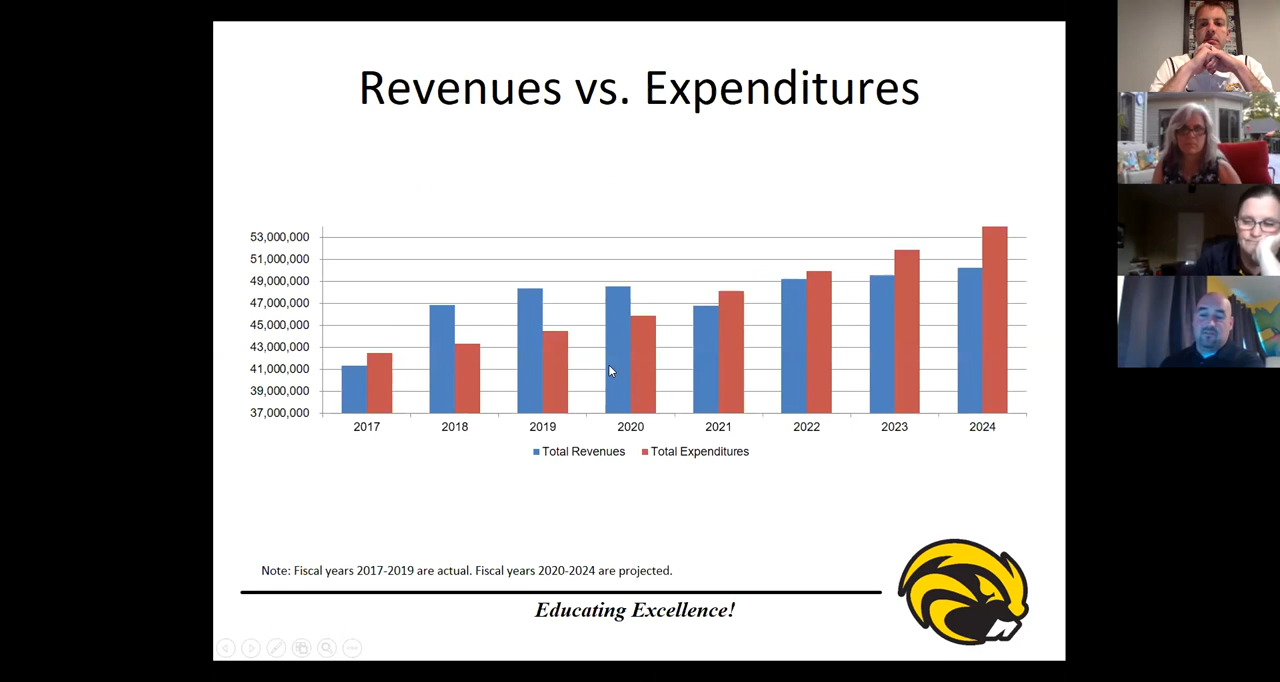 Revenues vs. Expenditures
53,000,000
51,000,000
49,000,000
47,000,000
45,000,000
43,000,000
41,000,000
39,000,000
37,000,000
2017 2018 2019 2020 2021 2022 2023 2024
Total Revenues Total Expenditures
Note: Fiscal years 2017-2019 are actual. Fiscal years 2020-2024 are projected.
Educating Excellence!